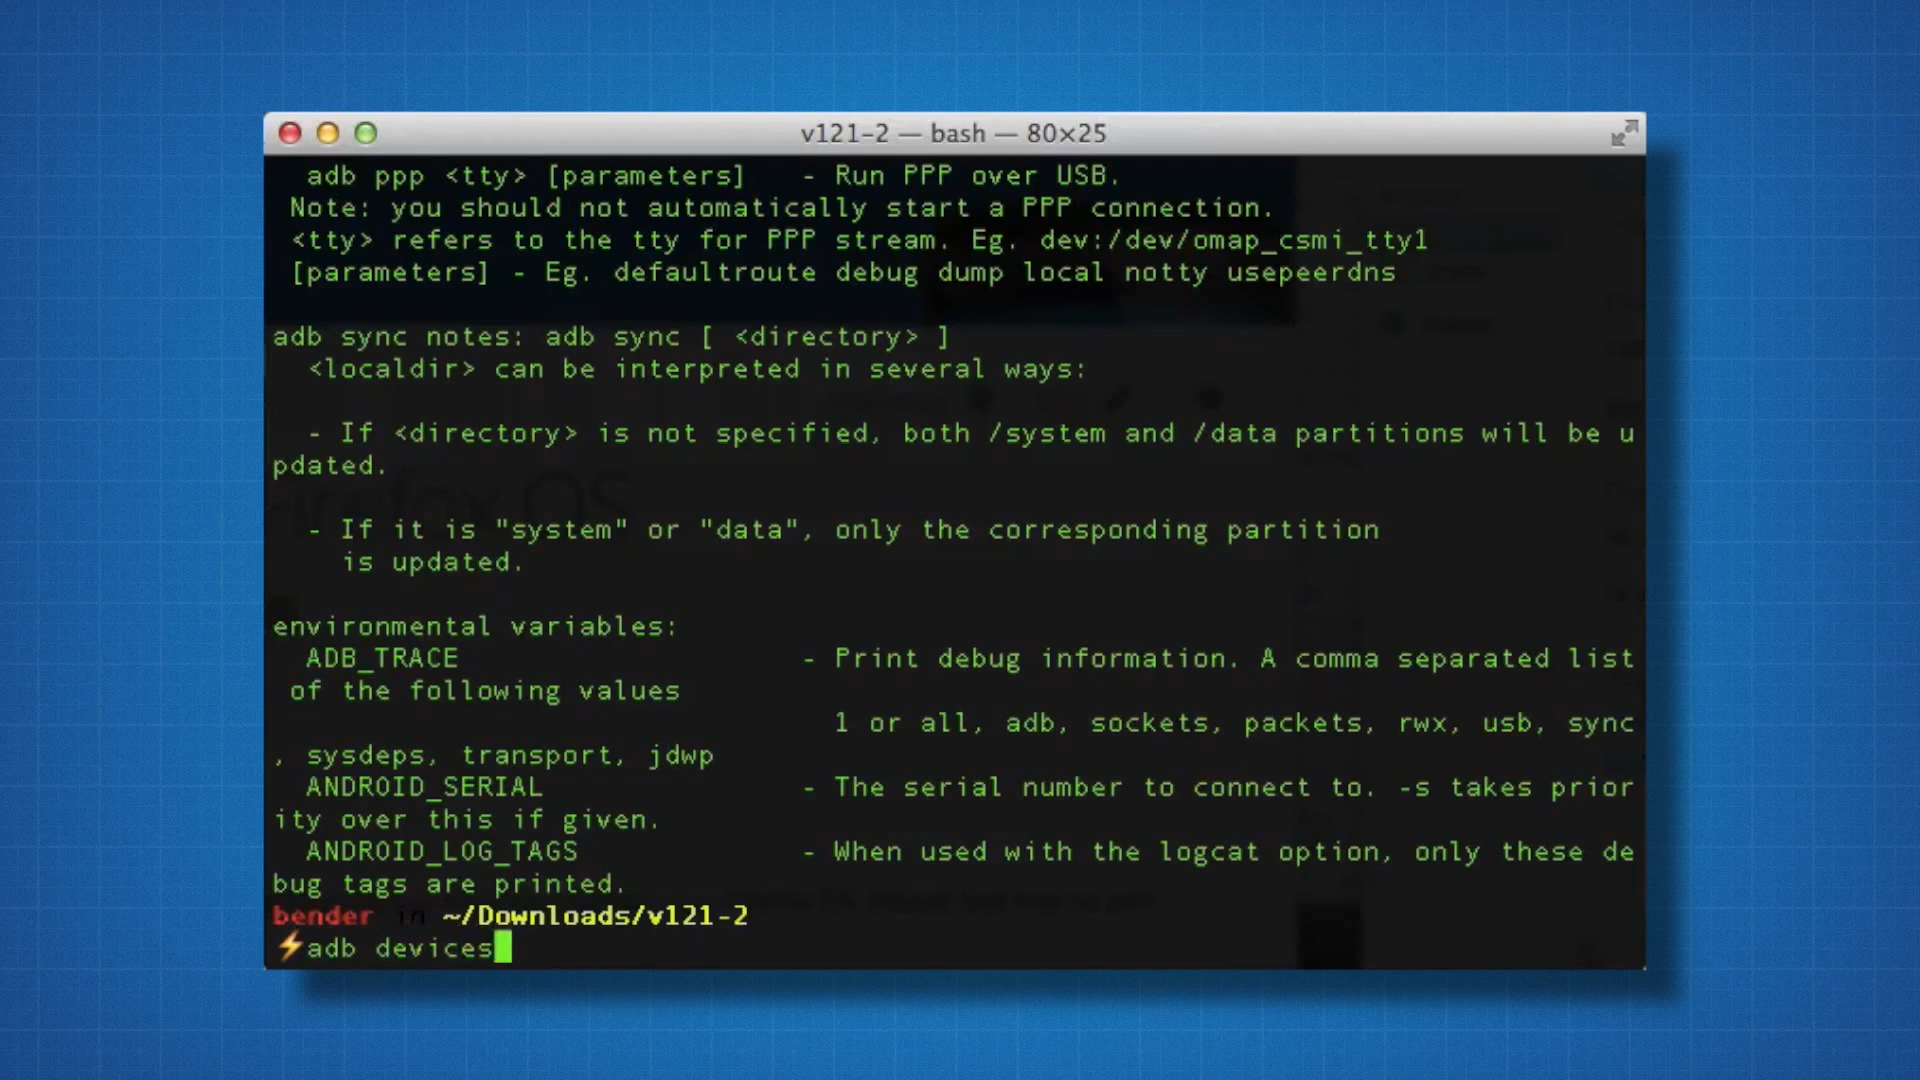 v121-2 — bash — 80×25
adb ppp <tty> [parameters] - Run PPP over USB.
Note: you should not automatically start a PPP connection.
<tty> refers to the tty for PPP stream. Eg. dev:/dev/omap_csmi_tty1
[parameters] - Eg. defaultroute debug dump local notty usepeerdns
adb sync notes: adb sync [ <directory> ]
<localdir> can be interpreted in several ways:
- If <directory> is not specified, both /system and /data partitions will be u
pdated.
Firefox OS
- If it is "system" or "data", only the corresponding partition
is updated.
environmental variables:
ADB_TRACE - Print debug information. A comma separated list
of the following values
1 or all, adb, sockets, packets, rwx, usb, sync
, sysdeps, transport, jdwp
ANDROID_SERIAL - The serial number to connect to. -s takes prior
ity over this if given.
ANDROID_LOG_TAGS - When used with the logcat option, only these de
bug tags are printed.
bender in ~/Downloads/v121-2
⚡adb devices